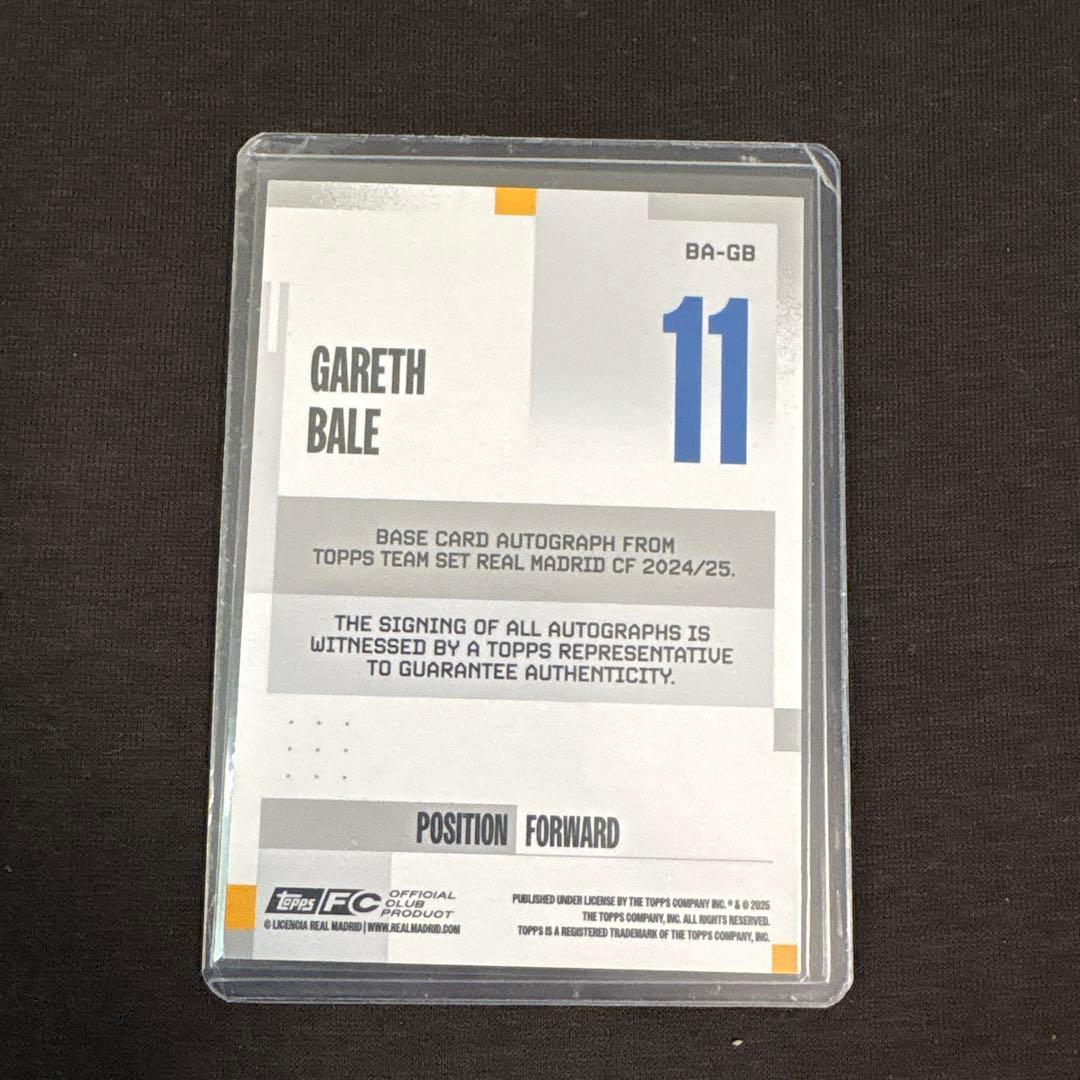 BA-GB
11
GARETH
BALE
BASE CARD AUTOGRAPH FROM
TOPPS TEAM SET REAL MADRID CF 2024/25.
THE SIGNING OF ALL AUTOGRAPHS IS
WITNESSED BY A TOPPS REPRESENTATIVE
TO GUARANTEE AUTHENTICITY.
POSITION FORWARD
Topps FC OFFICIAL
CLUB
PRODUCT
© LICENCIA REAL MADRID | WWW.REALMADRID.COM
PUBLISHED UNDER LICENSE BY THE TOPPS COMPANY INC. ® & © 2025
THE TOPPS COMPANY, INC. ALL RIGHTS RESERVED.
TOPPS IS A REGISTERED TRADEMARK OF THE TOPPS COMPANY, INC.